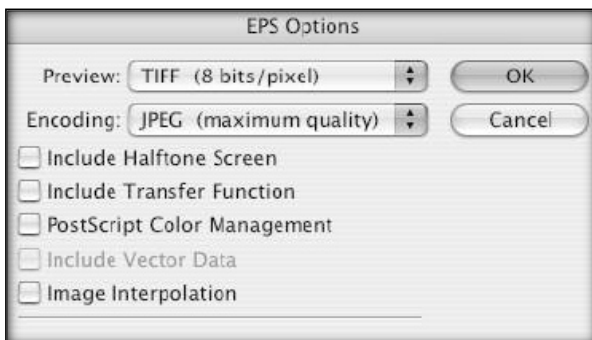 EPS Options
Preview: TIFF (8 bits/pixel) OK
Encoding: JPEG (maximum quality) Cancel
Include Halftone Screen
Include Transfer Function
PostScript Color Management
Include Vector Data
Image Interpolation